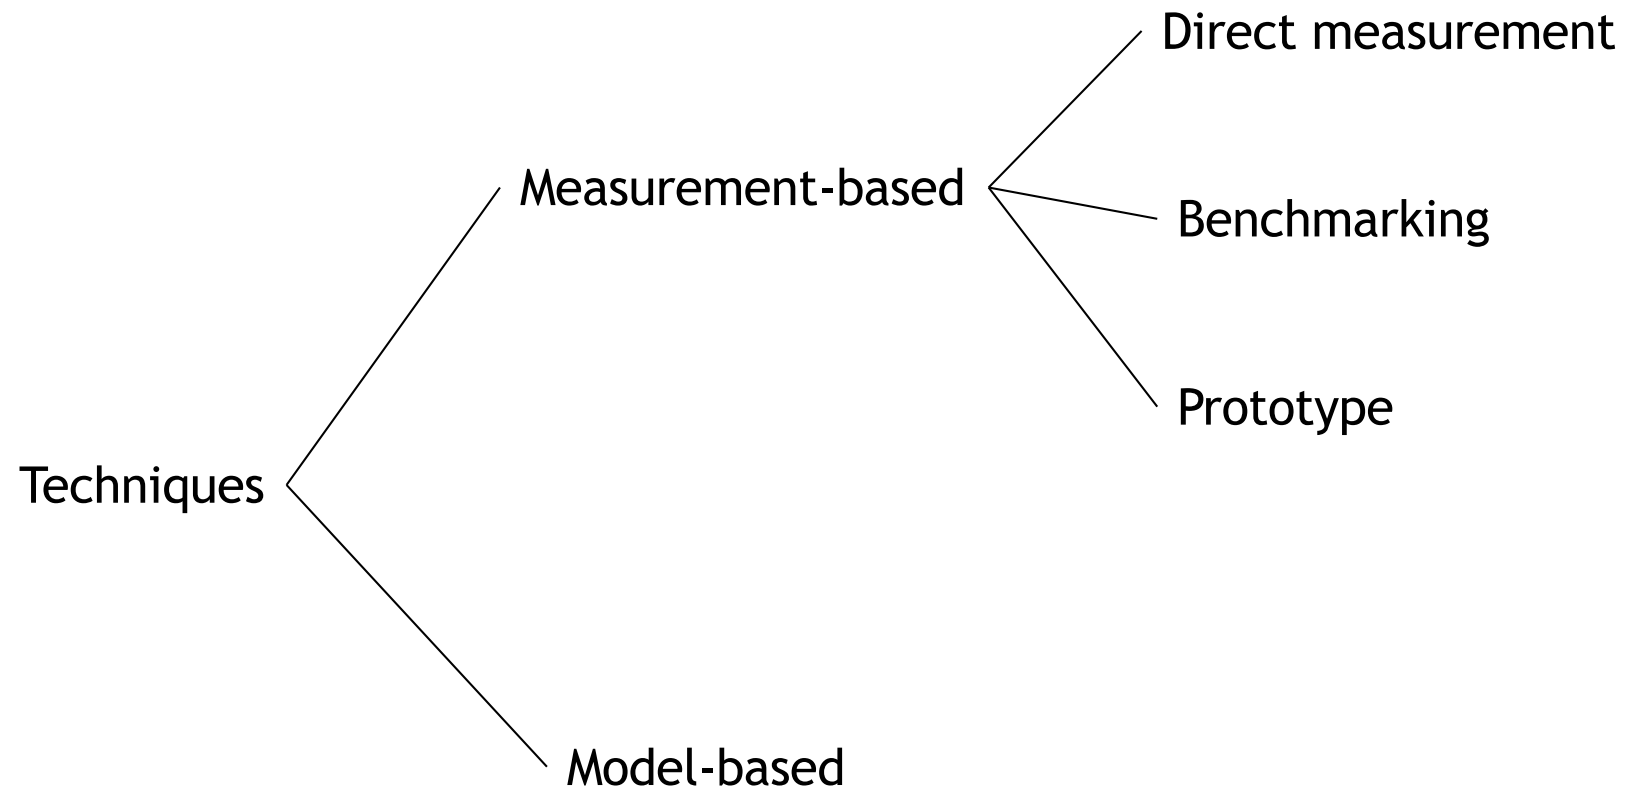 Direct measurement
Measurement-based
Benchmarking
Prototype
Techniques
Model-based